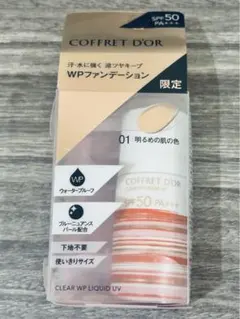 SPF50
PA+++
COFFRET D'OR
汗・水に強く 塗ツヤキープ
WPファンデーション
限定
01 明るめの肌の色
WP
ウォータープルーフ
ブルーニュアンス
パール配合
下地不要
使いきりサイズ
COFFRET D'OR
SPF50 PA+++
CLEAR WP LIQUID UV